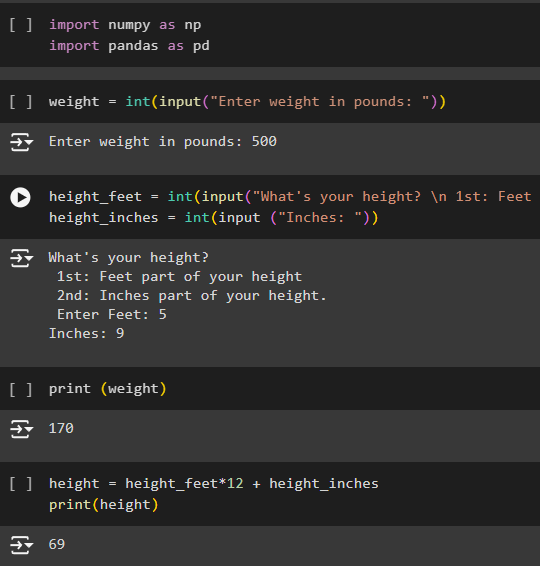 [ ] import numpy as np
import pandas as pd
[ ] weight = int(input("Enter weight in pounds: "))
Enter weight in pounds: 500
height_feet = int(input("What's your height? \n 1st: Feet
height_inches = int(input ("Inches: "))
What's your height?
1st: Feet part of your height
2nd: Inches part of your height.
Enter Feet: 5
Inches: 9
[ ] print (weight)
170
[ ] height = height_feet*12 + height_inches
print(height)
69